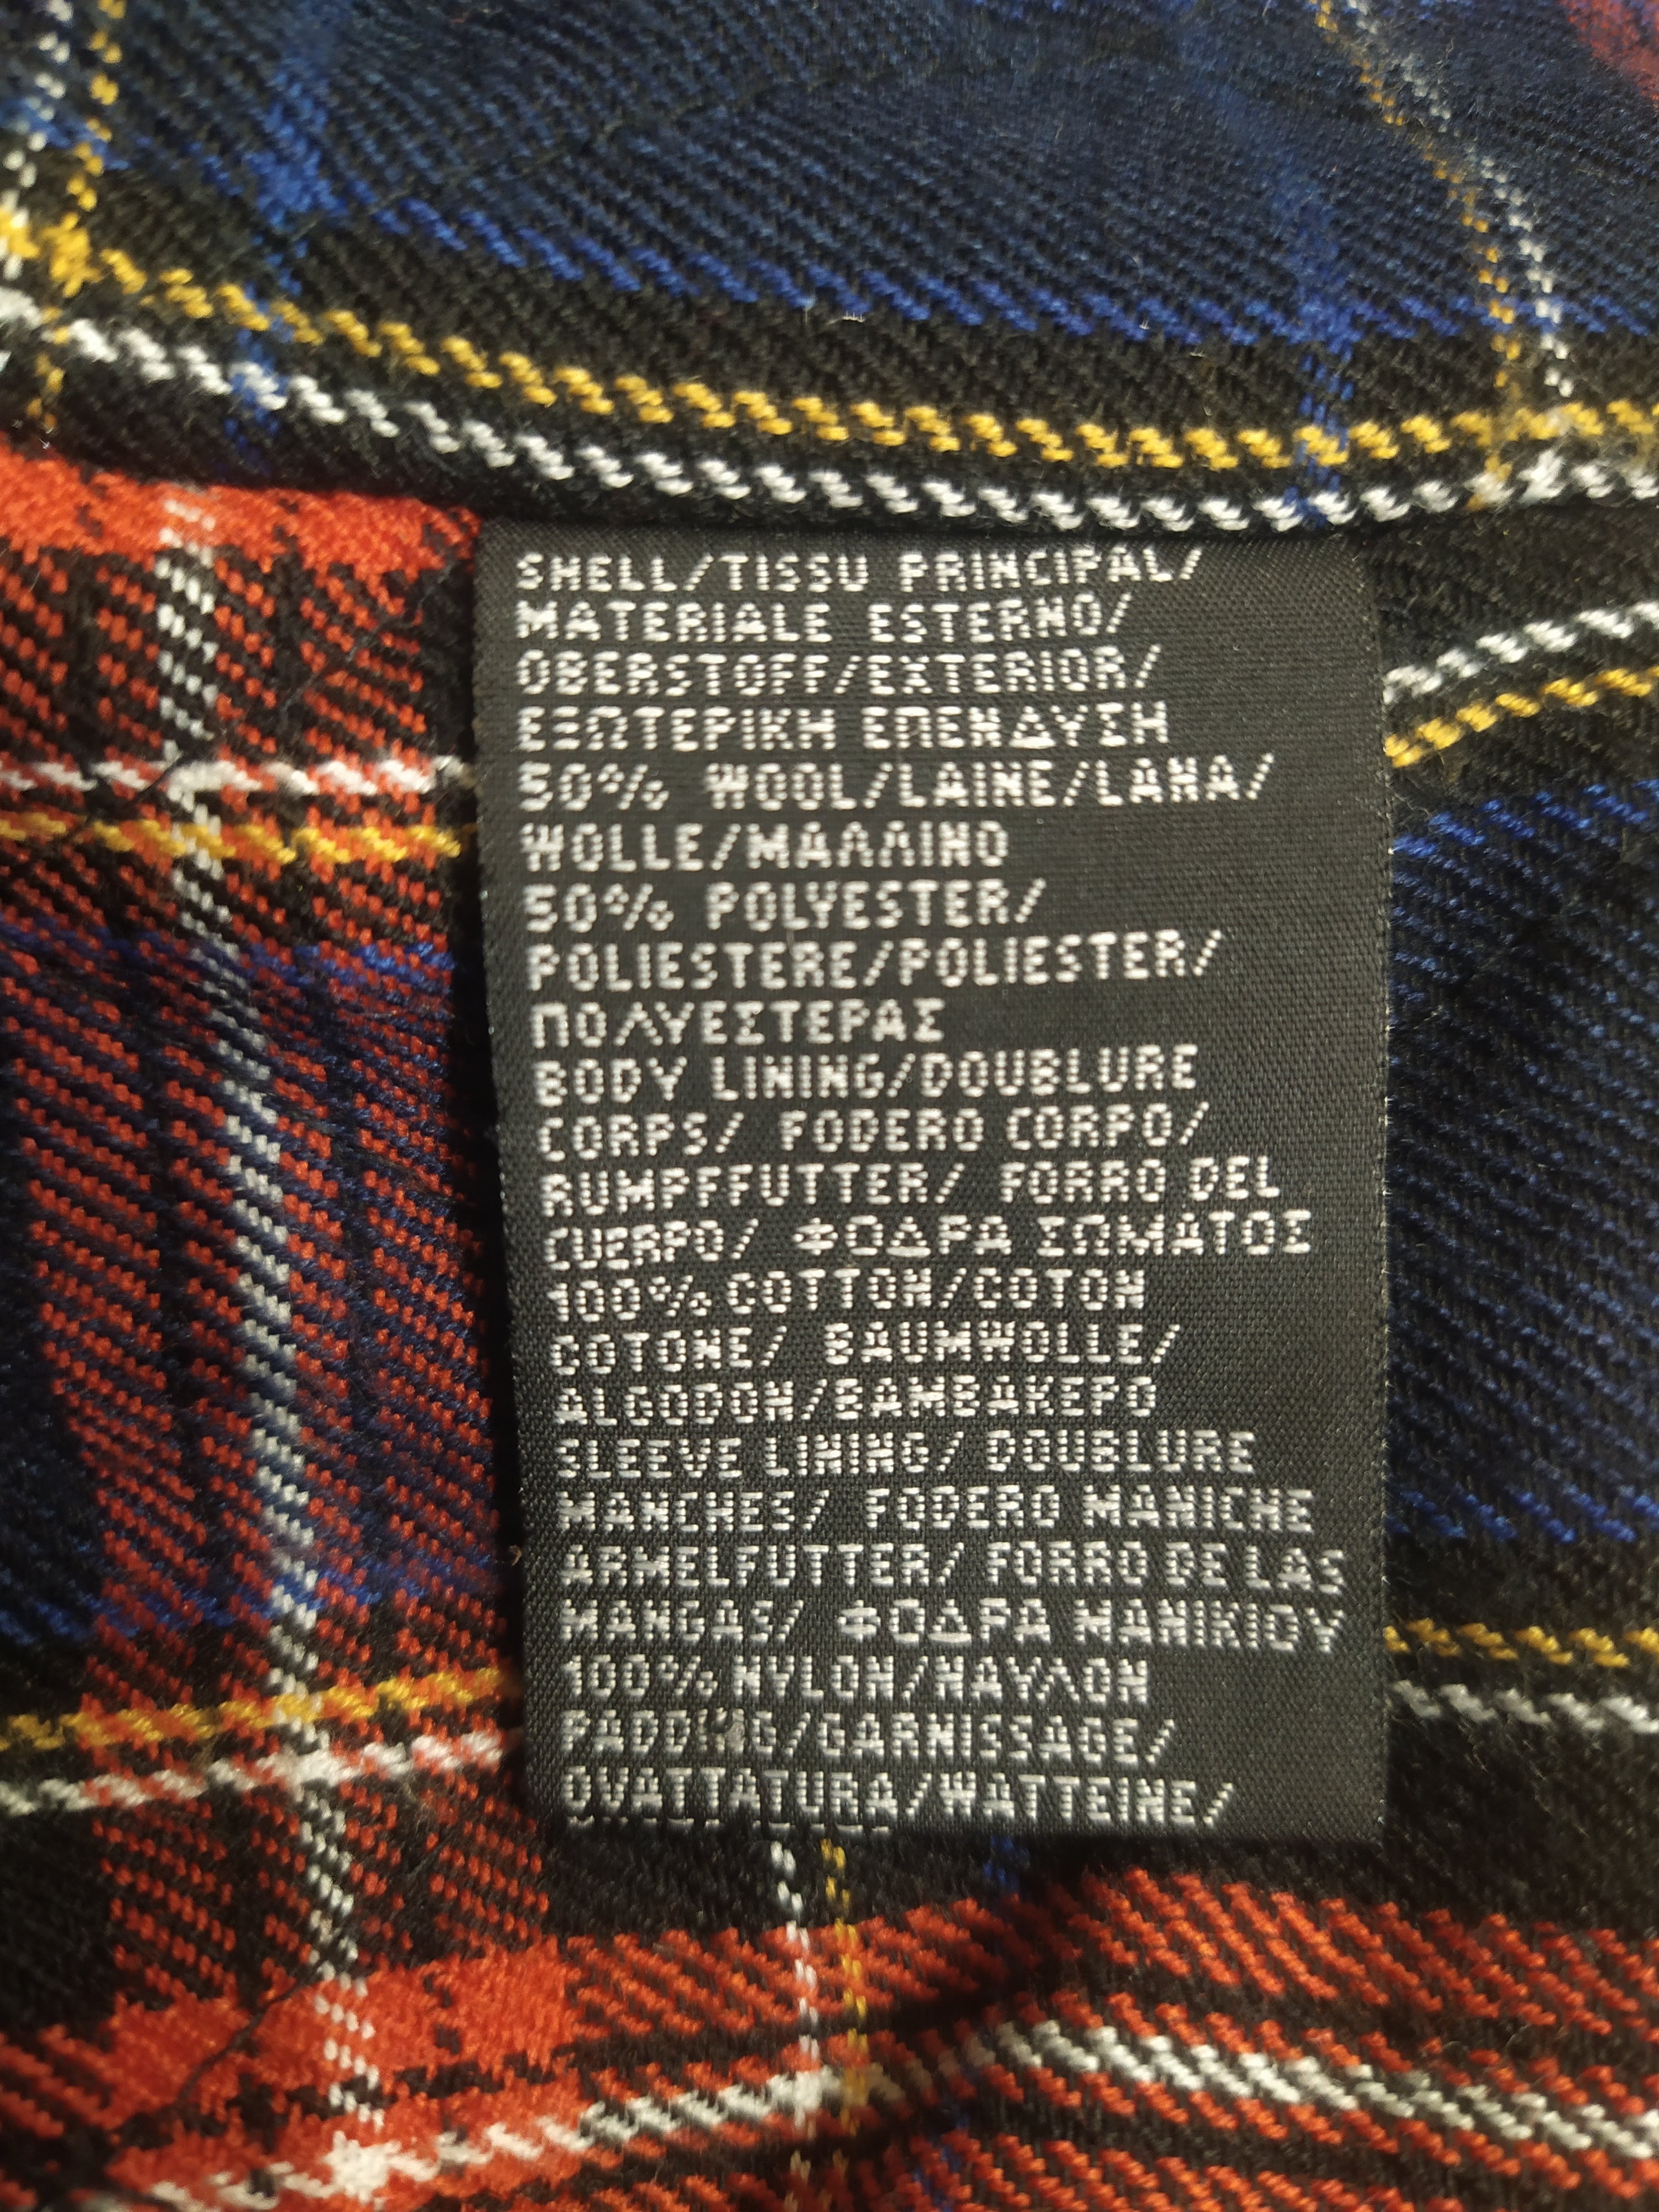 SHELL/TISSU PRINCIPAL/
MATERIALE ESTERNO/
OBERSTOFF/EXTERIOR/
ΕΞΩΤΕΡΙΚΗ ΕΠΕΝΔΥΣΗ
50% WOOL/LAINE/LANA/
WOLLE/ΜΑΛΛΙΝΟ
50% POLYESTER/
POLIESTERE/POLIESTER/
ΠΟΛΥΕΣΤΕΡΑΣ
BODY LINING/DOUBLURE
CORPS/ FODERO CORPO/
RUMPFFUTTER/ FORRO DEL
CUERPO/ ΦΟΔΡΑ ΣΩΜΑΤΟΣ
100% COTTON/COTON
COTONE/ BAUMWOLLE/
ALGODON/ΒΑΜΒΑΚΕΡΟ
SLEEVE LINING/ DOUBLURE
MANCHES/ FODERO MANICHE
ARMELFUTTER/ FORRO DE LAS
MANGAS/ ΦΟΔΡΑ ΜΑΝΙΚΙΟΥ
100% NYLON/ΝΑΥΛΟΝ
PADDING/GARNISSAGE/
OVATTATURA/WATTEINE/